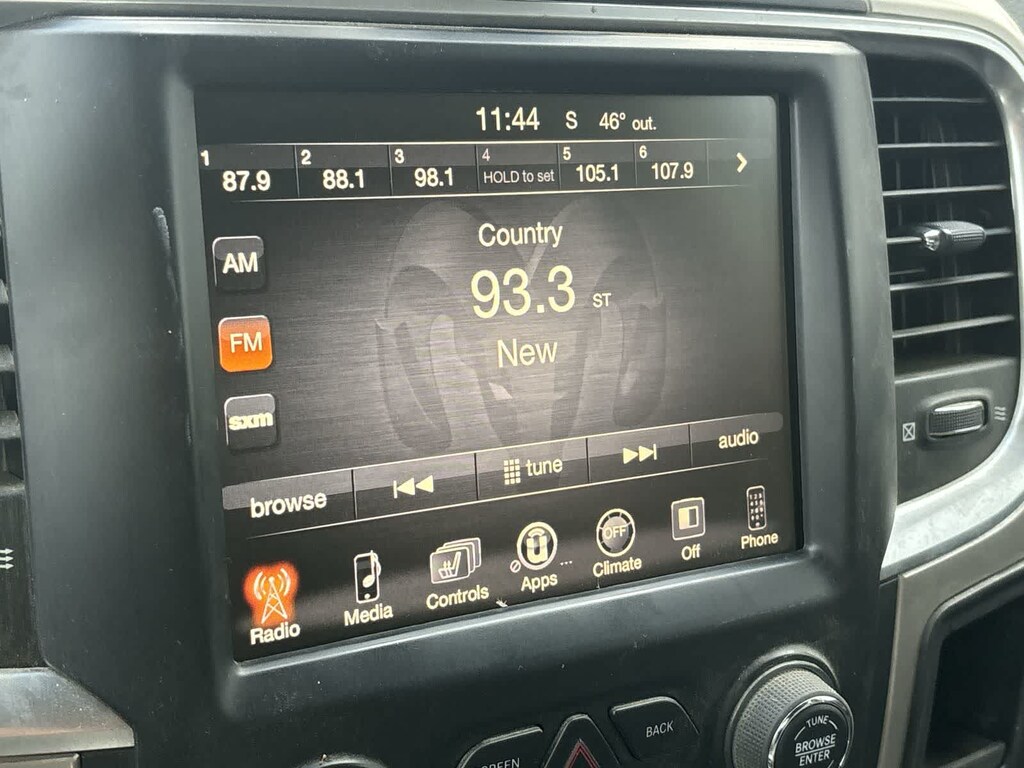 11:44 S 46° out.
1 2 3 4 5 6
87.9 88.1 98.1 HOLD to set 105.1 107.9
Country
AM
93.3 ST
FM
New
sxm
browse tune audio
OFF
Radio Media Controls Apps Climate Off Phone
BACK
TUNE
BROWSE
ENTER